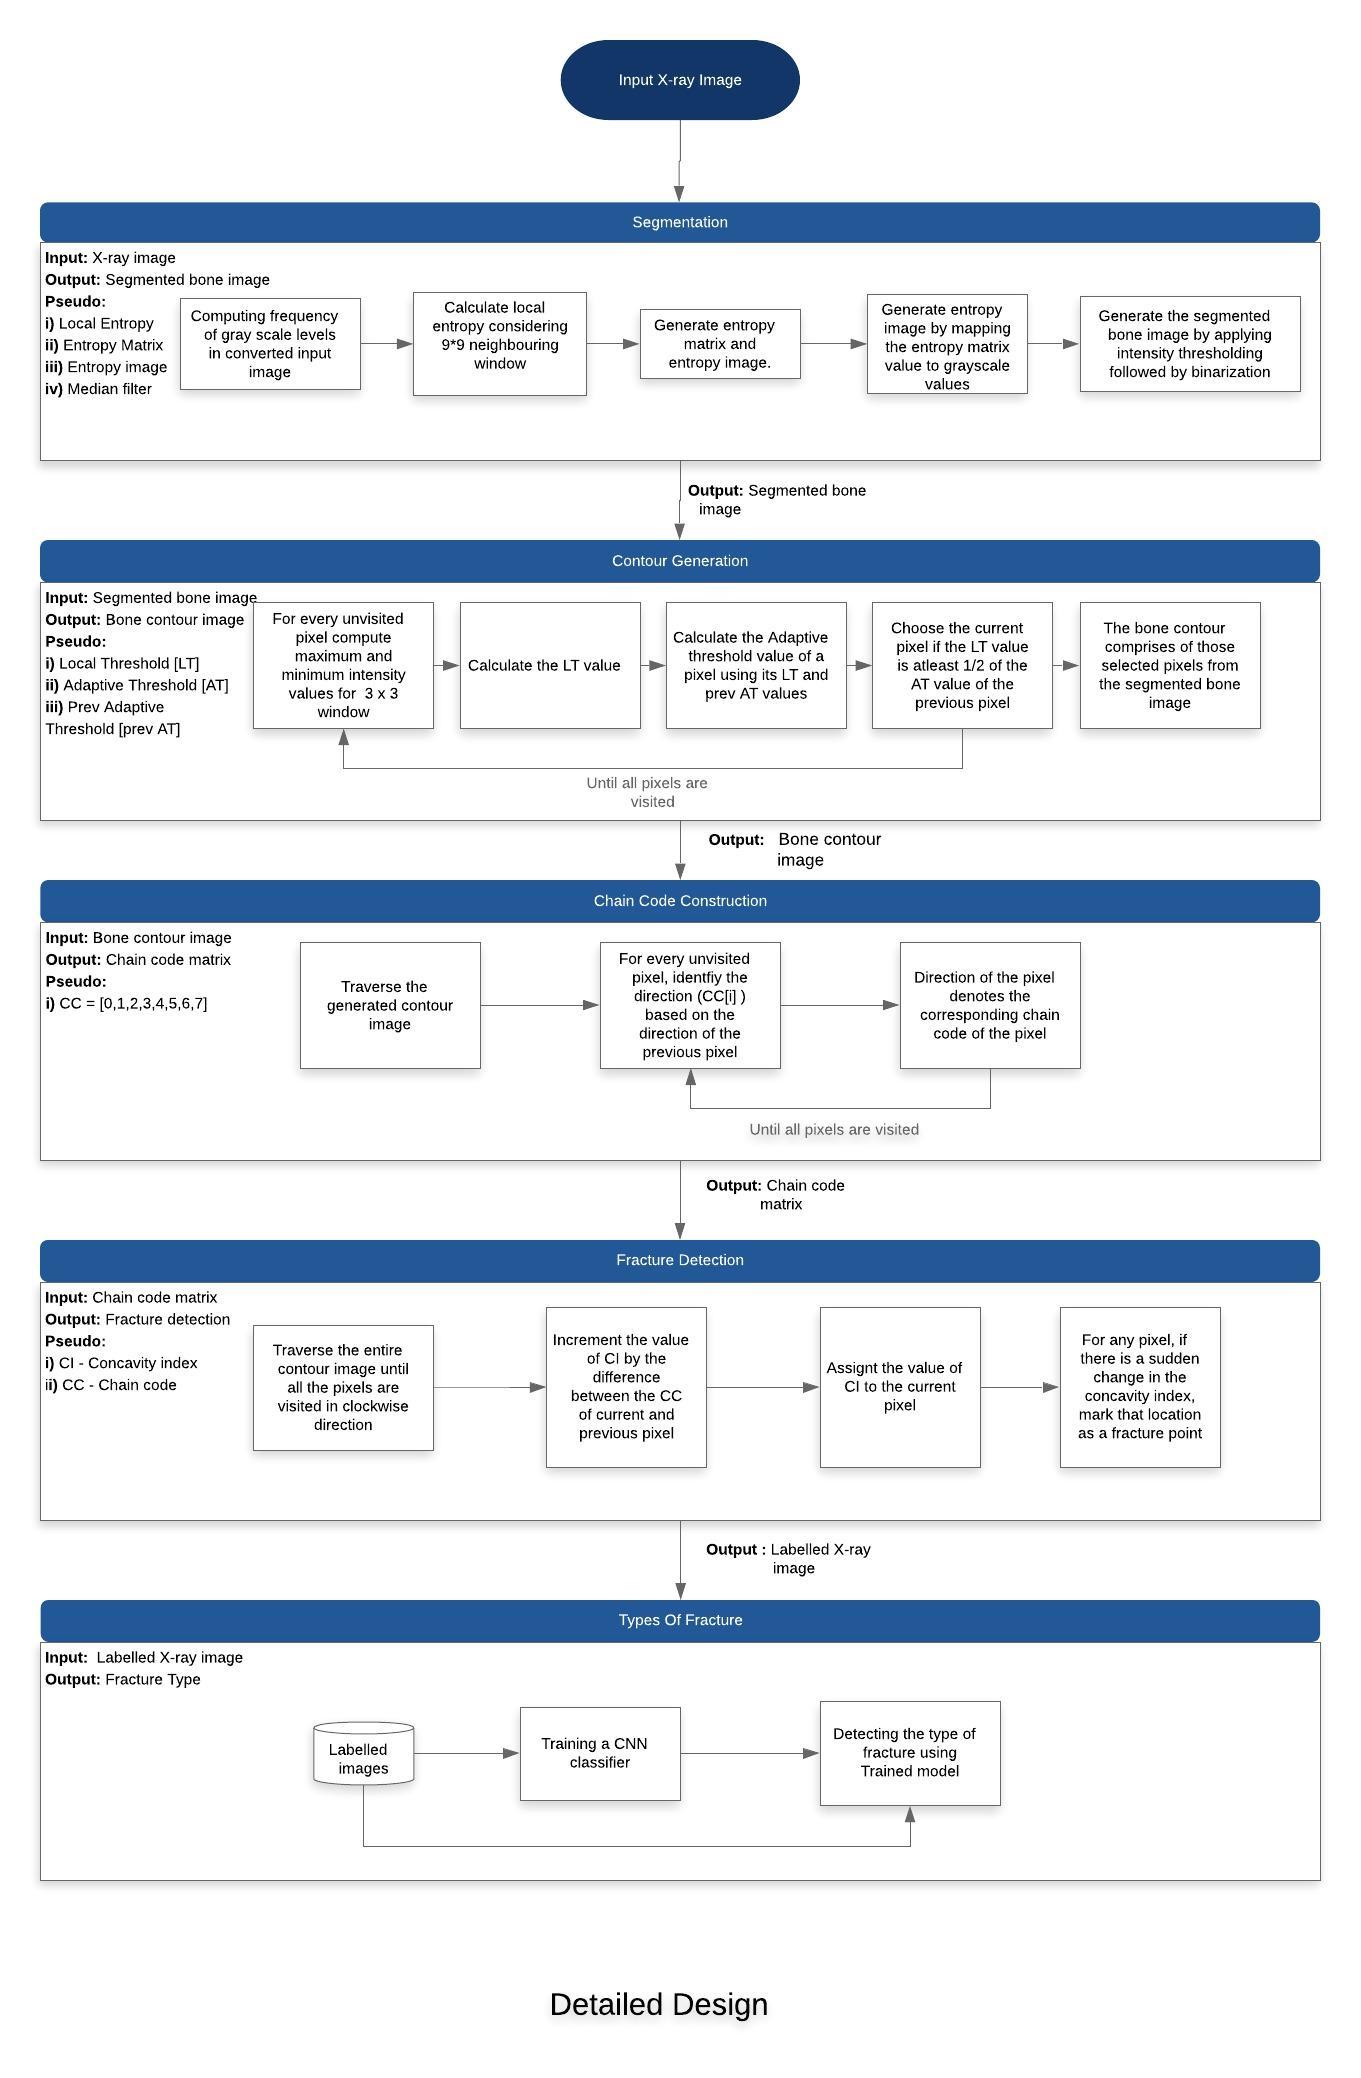 Input X-ray Image
Segmentation
Input: X-ray image
Output: Segmented bone image
Pseudo:
i) Local Entropy
ii) Entropy Matrix
iii) Entropy image
iv) Median filter
Computing frequency
of gray scale levels
in converted input
image
Calculate local
entropy considering
9*9 neighbouring
window
Generate entropy
matrix and
entropy image.
Generate entropy
image by mapping
the entropy matrix
value to grayscale
values
Generate the segmented
bone image by applying
intensity thresholding
followed by binarization
Output: Segmented bone
image
Contour Generation
Input: Segmented bone image
Output: Bone contour image
Pseudo:
i) Local Threshold [LT]
ii) Adaptive Threshold [AT]
iii) Prev Adaptive
Threshold [prev AT]
For every unvisited
pixel compute
maximum and
minimum intensity
values for 3 x 3
window
Calculate the LT value
Calculate the Adaptive
threshold value of a
pixel using its LT and
prev AT values
Choose the current
pixel if the LT value
is atleast 1/2 of the
AT value of the
previous pixel
The bone contour
comprises of those
selected pixels from
the segmented bone
image
Until all pixels are
visited
Output: Bone contour
image
Chain Code Construction
Input: Bone contour image
Output: Chain code matrix
Pseudo:
i) CC = [0,1,2,3,4,5,6,7]
Traverse the
generated contour
image
For every unvisited
pixel, identfiy the
direction (CC[i] )
based on the
direction of the
previous pixel
Direction of the pixel
denotes the
corresponding chain
code of the pixel
Until all pixels are visited
Output: Chain code
matrix
Fracture Detection
Input: Chain code matrix
Output: Fracture detection
Pseudo:
i) CI - Concavity index
ii) CC - Chain code
Traverse the entire
contour image until
all the pixels are
visited in clockwise
direction
Increment the value
of CI by the
difference
between the CC
of current and
previous pixel
Assignt the value of
CI to the current
pixel
For any pixel, if
there is a sudden
change in the
concavity index,
mark that location
as a fracture point
Output : Labelled X-ray
image
Types Of Fracture
Input: Labelled X-ray image
Output: Fracture Type
Labelled
images
Training a CNN
classifier
Detecting the type of
fracture using
Trained model
Detailed Design